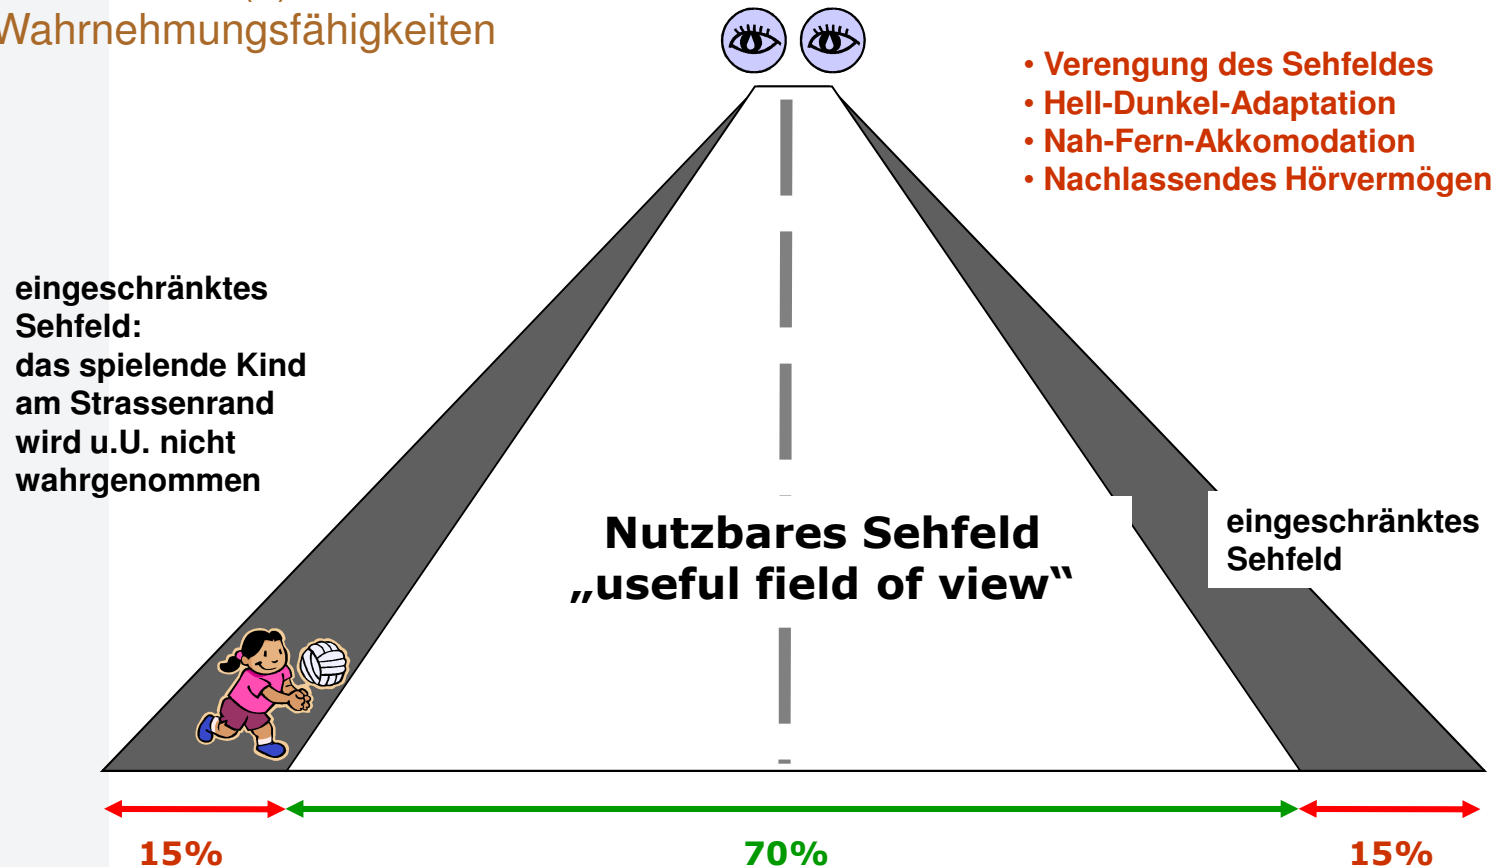 Wahrnehmungsfähigkeiten
• Verengung des Sehfeldes
• Hell-Dunkel-Adaptation
• Nah-Fern-Akkomodation
• Nachlassendes Hörvermögen
eingeschränktes
Sehfeld:
das spielende Kind
am Strassenrand
wird u.U. nicht
wahrgenommen
Nutzbares Sehfeld
„useful field of view“
eingeschränktes
Sehfeld
15%
70%
15%